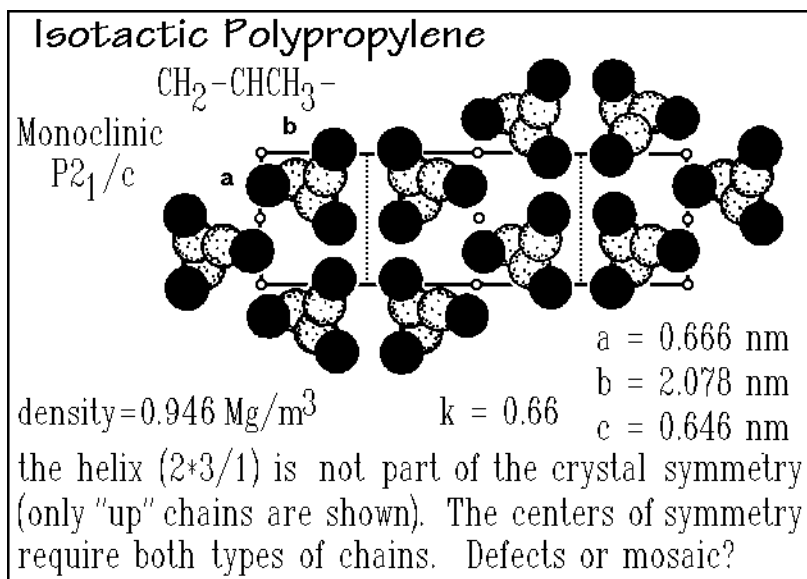 Isotactic Polypropylene
CH₂-CHCH₃-
Monoclinic
P2₁/c
b
a
a = 0.666 nm
b = 2.078 nm
c = 0.646 nm
density=0.946 Mg/m³
k = 0.66
the helix (2*3/1) is not part of the crystal symmetry
(only "up" chains are shown). The centers of symmetry
require both types of chains. Defects or mosaic?